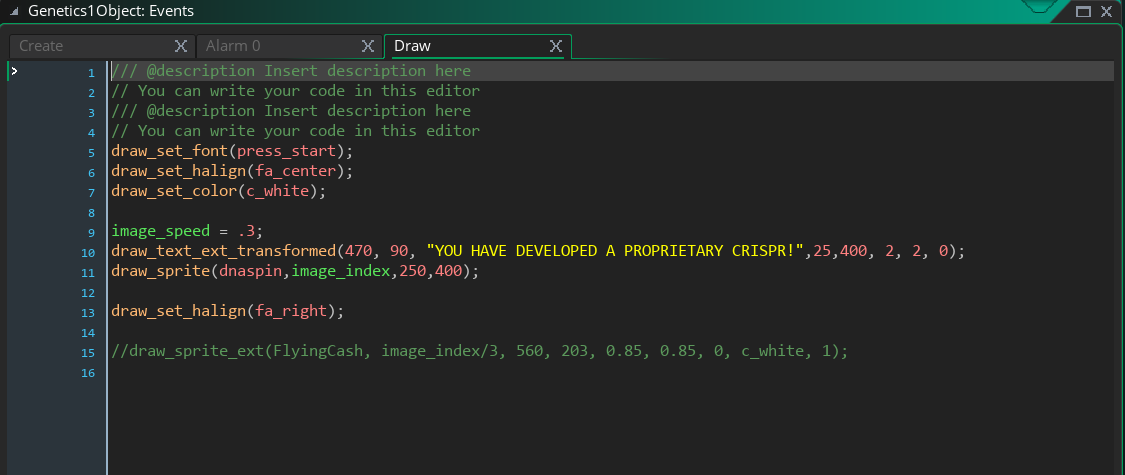 Genetics1Object: Events
Create Alarm 0 Draw
1 /// @description Insert description here
2 // You can write your code in this editor
3 /// @description Insert description here
4 // You can write your code in this editor
5 draw_set_font(press_start);
6 draw_set_halign(fa_center);
7 draw_set_color(c_white);
8
9 image_speed = .3;
10 draw_text_ext_transformed(470, 90, "YOU HAVE DEVELOPED A PROPRIETARY CRISPR!",25,400, 2, 2, 0);
11 draw_sprite(dnaspin,image_index,250,400);
12
13 draw_set_halign(fa_right);
14
15 //draw_sprite_ext(FlyingCash, image_index/3, 560, 203, 0.85, 0.85, 0, c_white, 1);
16